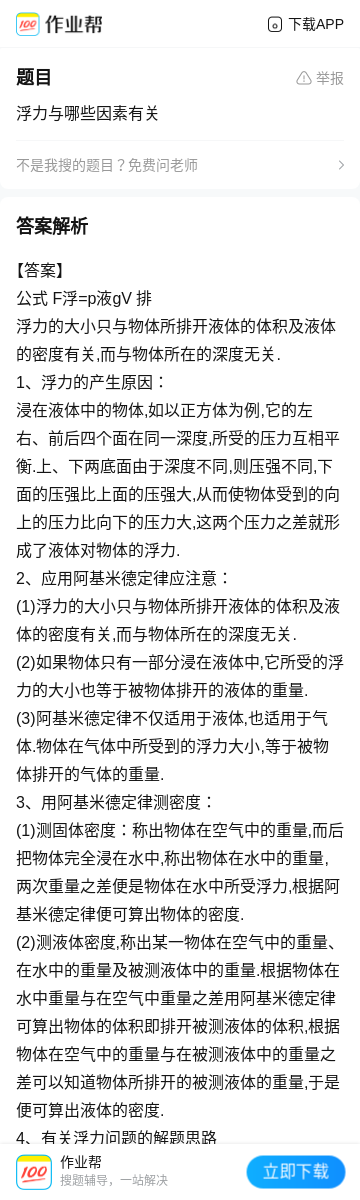 作业帮
下载APP
题目
举报
浮力与哪些因素有关
不是我搜的题目？免费问老师
答案解析
【答案】
公式 F浮=p液gV 排
浮力的大小只与物体所排开液体的体积及液体
的密度有关,而与物体所在的深度无关.
1、浮力的产生原因：
浸在液体中的物体,如以正方体为例,它的左
右、前后四个面在同一深度,所受的压力互相平
衡.上、下两底面由于深度不同,则压强不同,下
面的压强比上面的压强大,从而使物体受到的向
上的压力比向下的压力大,这两个压力之差就形
成了液体对物体的浮力.
2、应用阿基米德定律应注意：
(1)浮力的大小只与物体所排开液体的体积及液
体的密度有关,而与物体所在的深度无关.
(2)如果物体只有一部分浸在液体中,它所受的浮
力的大小也等于被物体排开的液体的重量.
(3)阿基米德定律不仅适用于液体,也适用于气
体.物体在气体中所受到的浮力大小,等于被物
体排开的气体的重量.
3、用阿基米德定律测密度：
(1)测固体密度：称出物体在空气中的重量,而后
把物体完全浸在水中,称出物体在水中的重量,
两次重量之差便是物体在水中所受浮力,根据阿
基米德定律便可算出物体的密度.
(2)测液体密度,称出某一物体在空气中的重量、
在水中的重量及被测液体中的重量.根据物体在
水中重量与在空气中重量之差用阿基米德定律
可算出物体的体积即排开被测液体的体积,根据
物体在空气中的重量与在被测液体中的重量之
差可以知道物体所排开的被测液体的重量,于是
便可算出液体的密度.
4、有关浮力问题的解题思路
作业帮
搜题辅导，一站解决
立即下载